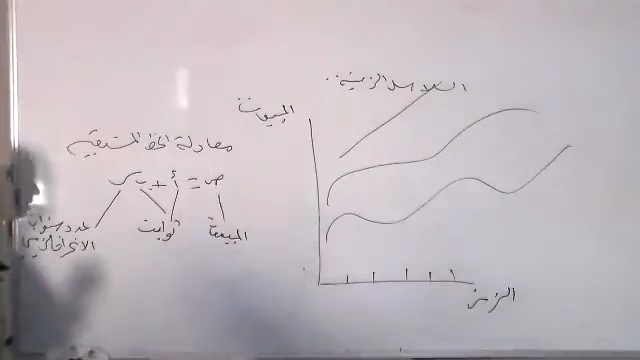 السلاسل الزمنية..
المبيعات
معادلة الخط المستقيم
ص = أ + ب س
المبيعات
ثوابت
عدد سنوات
الزمن